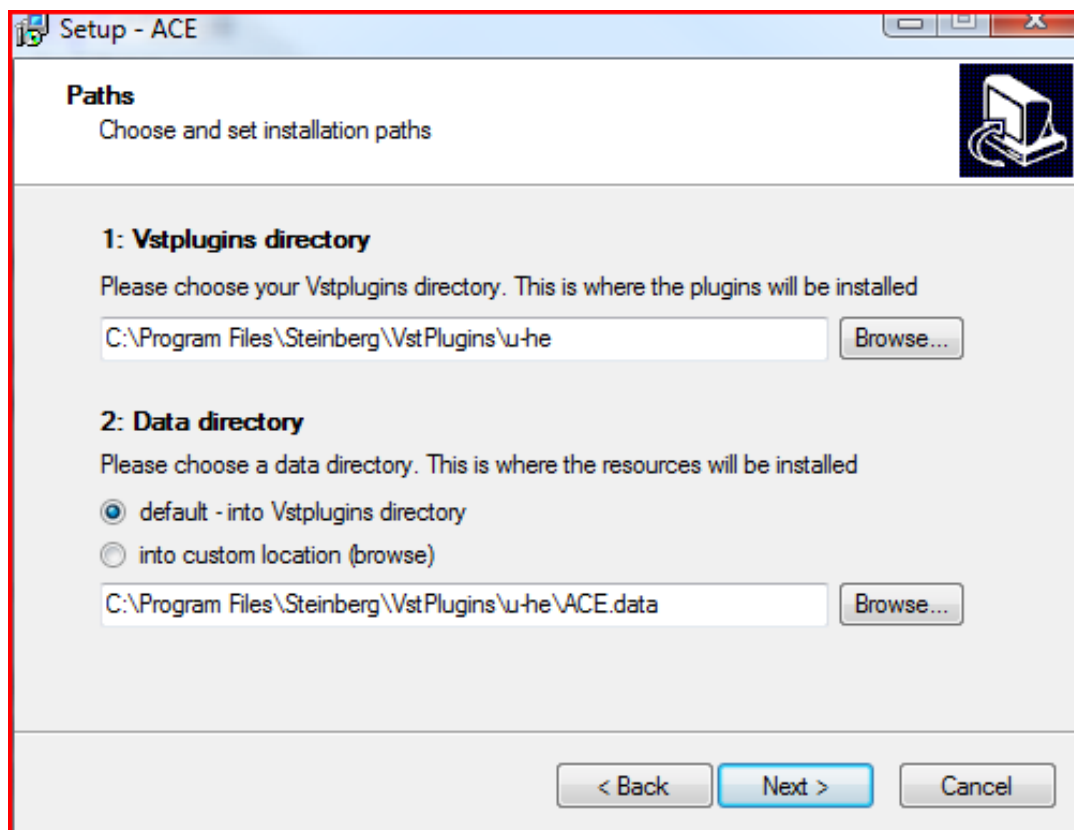 Setup - ACE
Paths
Choose and set installation paths
1: Vstplugins directory
Please choose your Vstplugins directory. This is where the plugins will be installed
C:\Program Files\Steinberg\VstPlugins\u-he
Browse...
2: Data directory
Please choose a data directory. This is where the resources will be installed
default - into Vstplugins directory
into custom location (browse)
C:\Program Files\Steinberg\VstPlugins\u-he\ACE.data
Browse...
< Back
Next >
Cancel